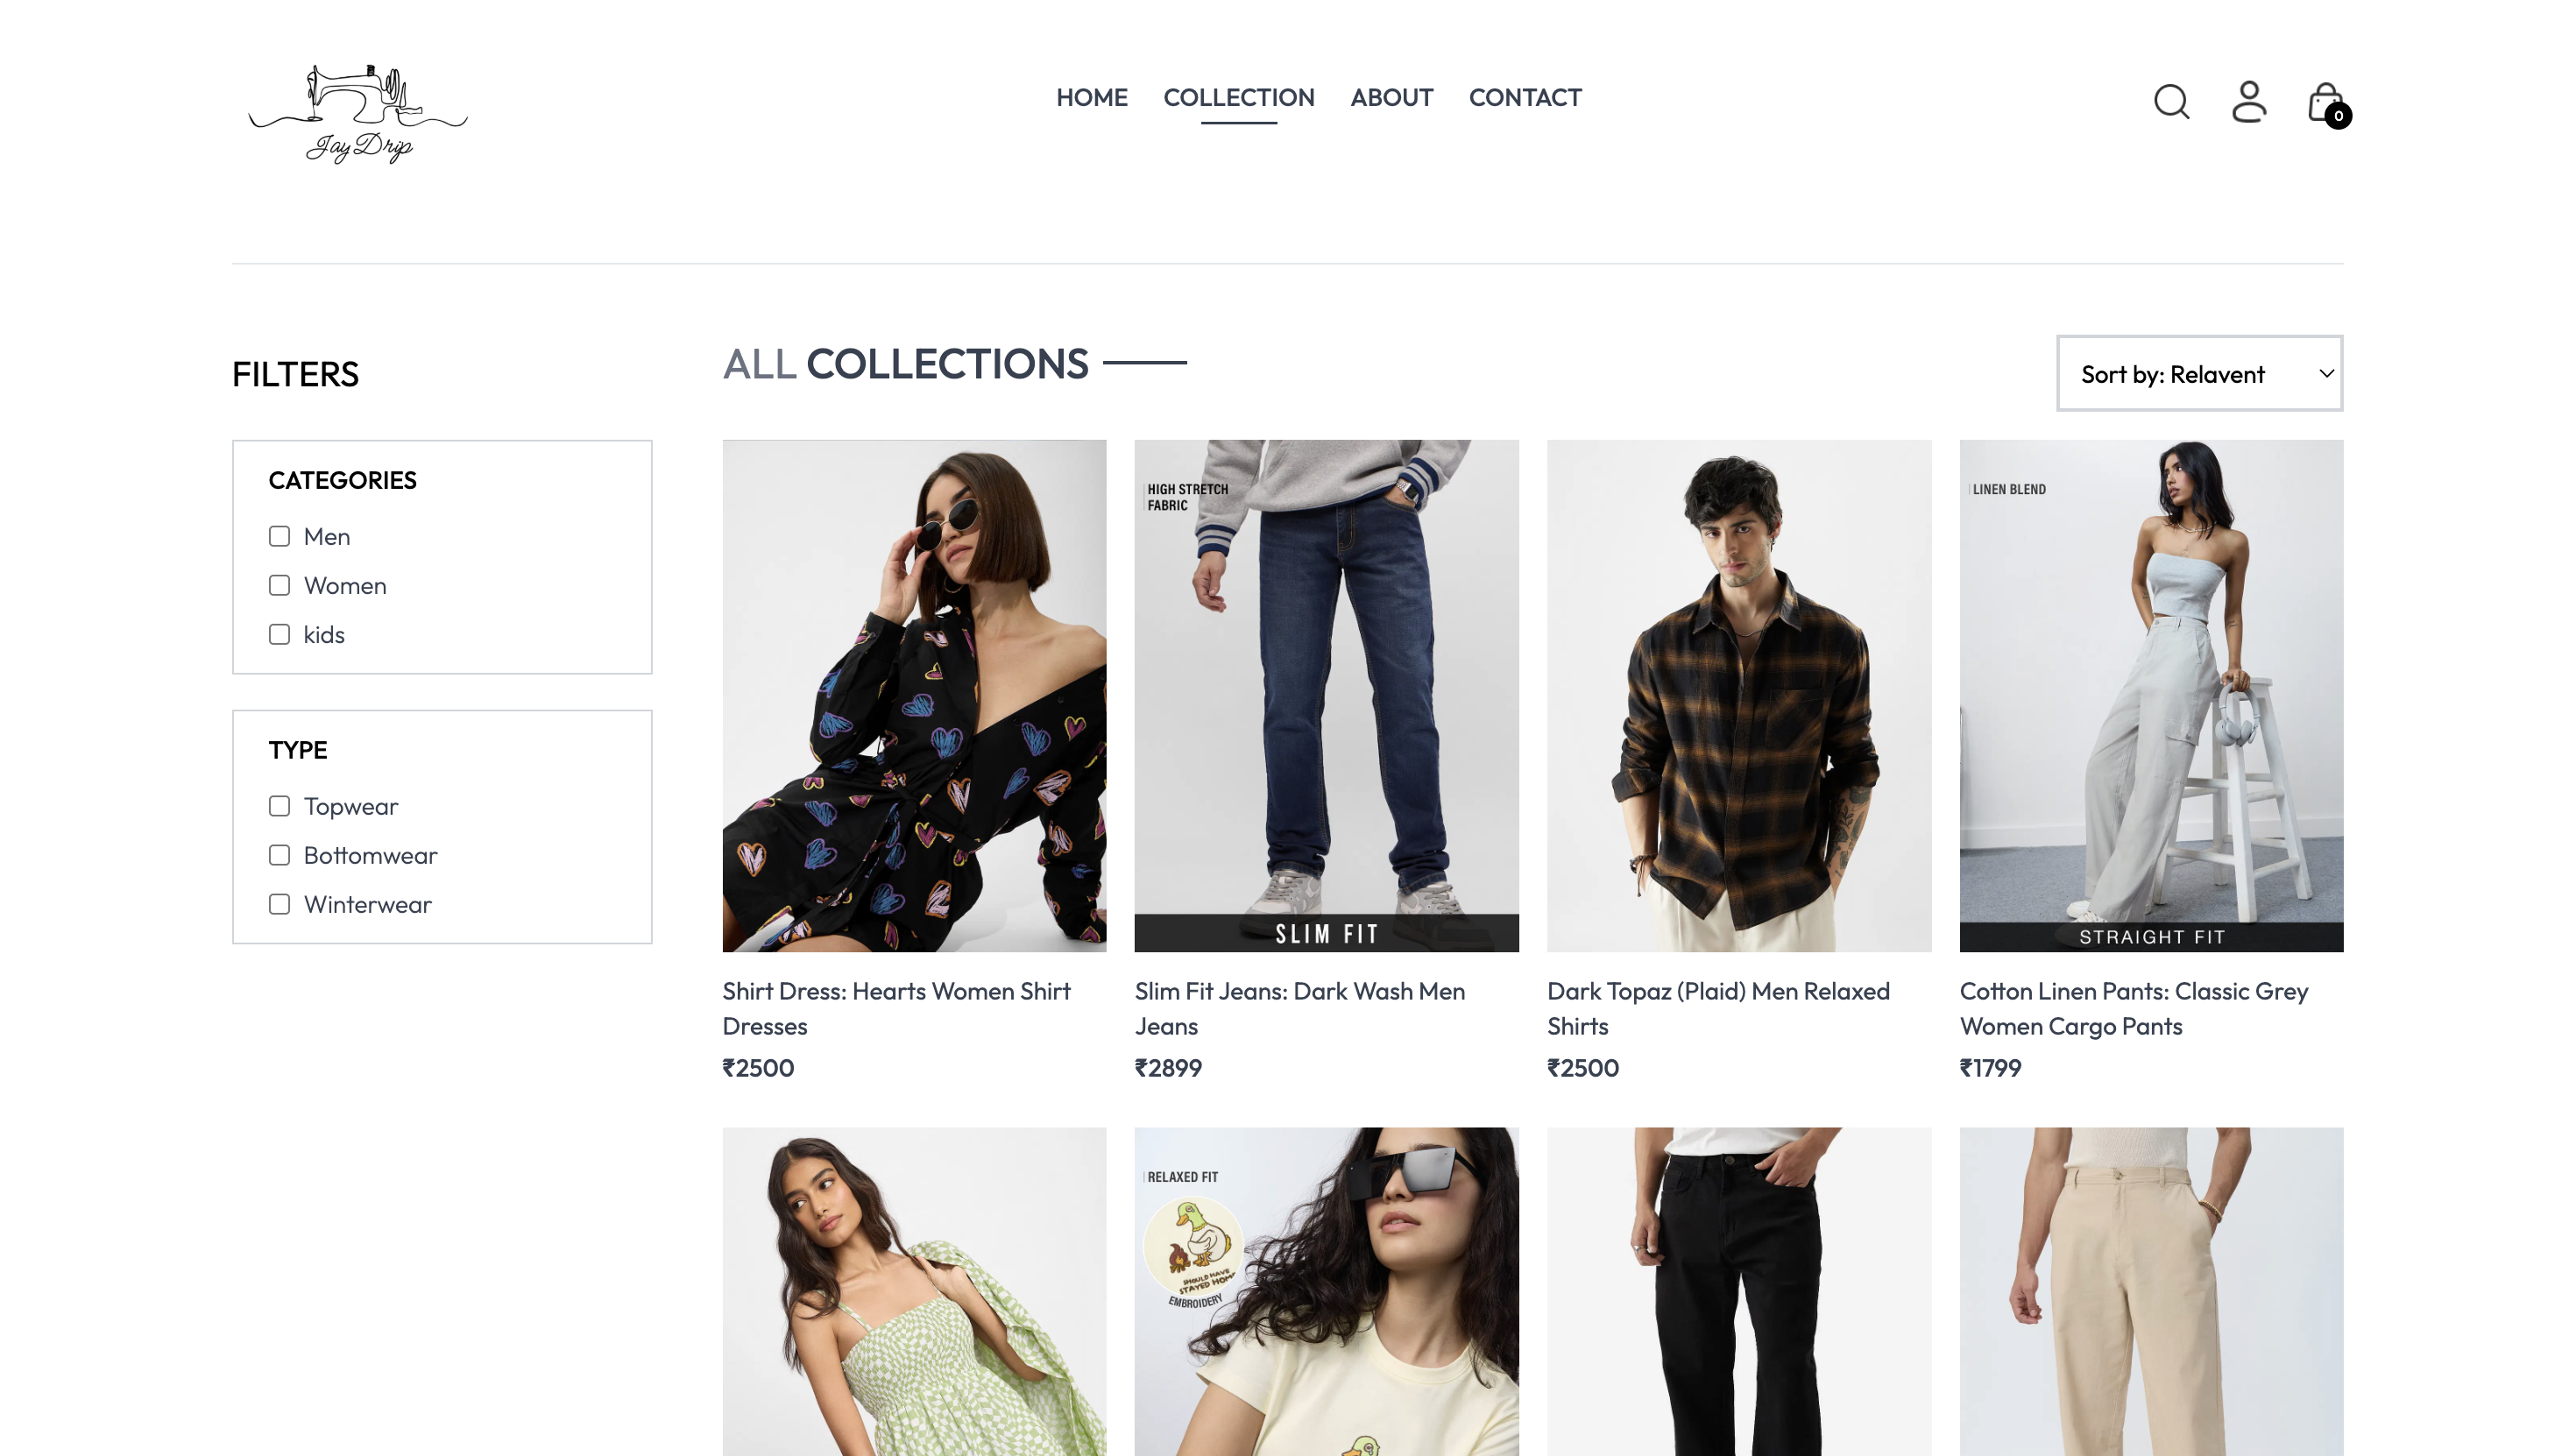 Jay Drip
HOME COLLECTION ABOUT CONTACT
0
FILTERS
CATEGORIES
Men
Women
kids
TYPE
Topwear
Bottomwear
Winterwear
ALL COLLECTIONS
Sort by: Relavent
HIGH STRETCH
FABRIC
SLIM FIT
LINEN BLEND
STRAIGHT FIT
Shirt Dress: Hearts Women Shirt
Dresses
₹2500
Slim Fit Jeans: Dark Wash Men
Jeans
₹2899
Dark Topaz (Plaid) Men Relaxed
Shirts
₹2500
Cotton Linen Pants: Classic Grey
Women Cargo Pants
₹1799
RELAXED FIT
SHOULD HAVE
STAYED HOME
EMBROIDERY